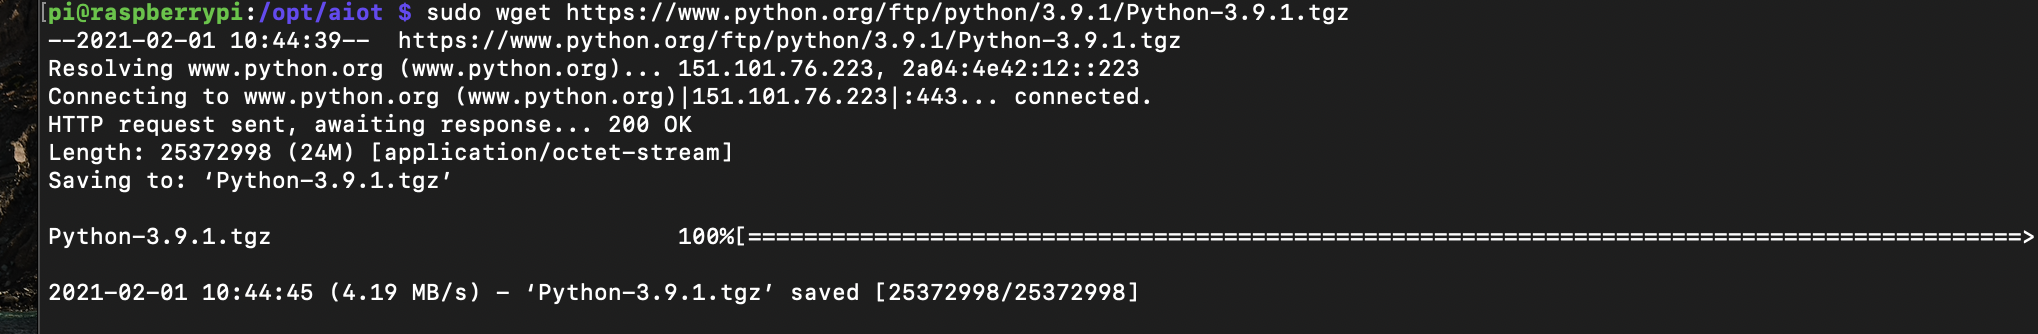 [pi@raspberrypi:/opt/aiot $ sudo wget https://www.python.org/ftp/python/3.9.1/Python-3.9.1.tgz
--2021-02-01 10:44:39--  https://www.python.org/ftp/python/3.9.1/Python-3.9.1.tgz
Resolving www.python.org (www.python.org)... 151.101.76.223, 2a04:4e42:12::223
Connecting to www.python.org (www.python.org)|151.101.76.223|:443... connected.
HTTP request sent, awaiting response... 200 OK
Length: 25372998 (24M) [application/octet-stream]
Saving to: ‘Python-3.9.1.tgz’
Python-3.9.1.tgz                             100%[===========================================================================================>
2021-02-01 10:44:45 (4.19 MB/s) - ‘Python-3.9.1.tgz’ saved [25372998/25372998]